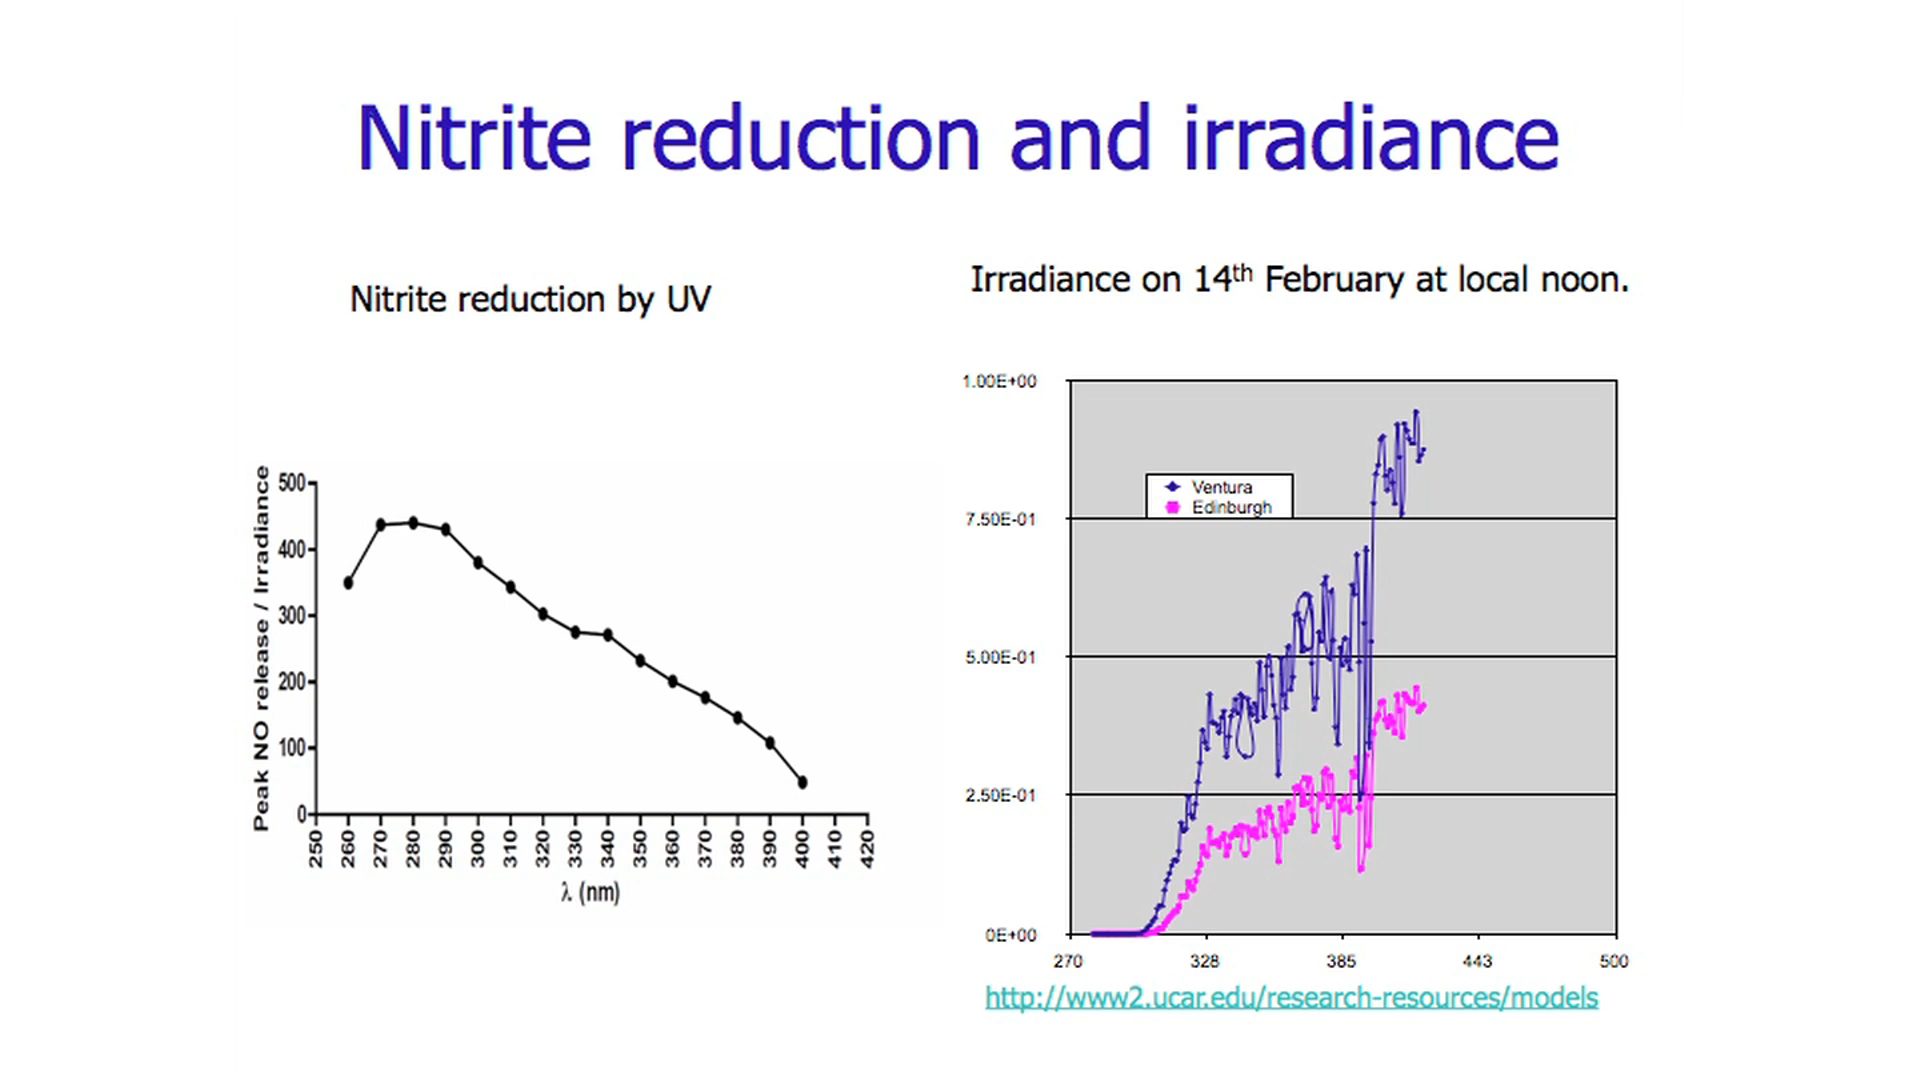 Nitrite reduction and irradiance
Nitrite reduction by UV
Irradiance on 14th February at local noon.
Peak NO release / Irradiance
500
400
300
200
100
0
250 260 270 280 290 300 310 320 330 340 350 360 370 380 390 400 410 420
λ (nm)
1.00E+00
7.50E-01
5.00E-01
2.50E-01
0E+00
Ventura
Edinburgh
270 328 385 443 500
http://www2.ucar.edu/research-resources/models